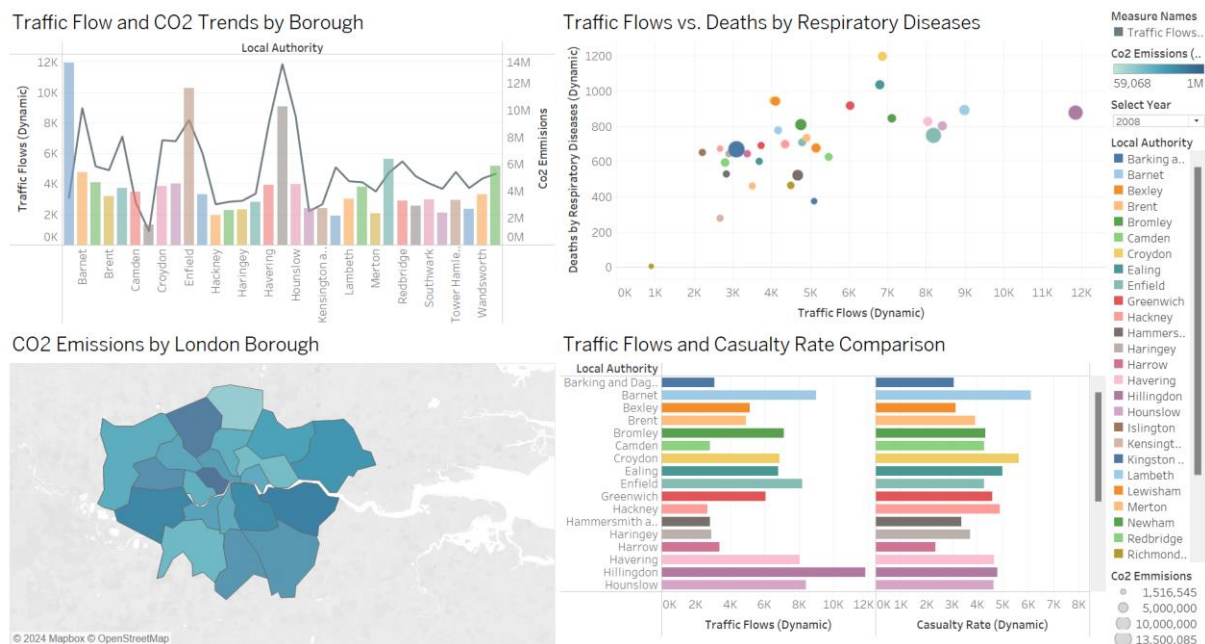 Traffic Flow and CO2 Trends by Borough
Local Authority
Traffic Flows (Dynamic)
12K
10K
8K
6K
4K
2K
0K
14M
12M
10M
8M
6M
4M
2M
0M
Co2 Emmissions
Barnet
Brent
Camden
Croydon
Enfield
Hackney
Haringey
Havering
Hounslow
Kensington a..
Lambeth
Merton
Redbridge
Southwark
Tower Hamle..
Wandsworth
Traffic Flows vs. Deaths by Respiratory Diseases
Deaths by Respiratory Diseases (Dynamic)
1200
1000
800
600
400
200
0
0K 1K 2K 3K 4K 5K 6K 7K 8K 9K 10K 11K 12K
Traffic Flows (Dynamic)
CO2 Emissions by London Borough
© 2024 Mapbox © OpenStreetMap
Traffic Flows and Casualty Rate Comparison
Local Authority
Barking and Dag..
Barnet
Bexley
Brent
Bromley
Camden
Croydon
Ealing
Enfield
Greenwich
Hackney
Hammersmith a..
Haringey
Harrow
Havering
Hillingdon
Hounslow
0K 2K 4K 6K 8K 10K 12K
Traffic Flows (Dynamic)
0K 1K 2K 3K 4K 5K 6K 7K 8K
Casualty Rate (Dynamic)
Measure Names
Traffic Flows..
Co2 Emissions (..
59,068 1M
Select Year
2008
Local Authority
Barking a..
Barnet
Bexley
Brent
Bromley
Camden
Croydon
Ealing
Enfield
Greenwich
Hackney
Hammers..
Haringey
Harrow
Havering
Hillingdon
Hounslow
Islington
Kensingt..
Kingston ..
Lambeth
Lewisham
Merton
Newham
Redbridge
Richmond..
Co2 Emmissions
1,516,545
5,000,000
10,000,000
13,500,085